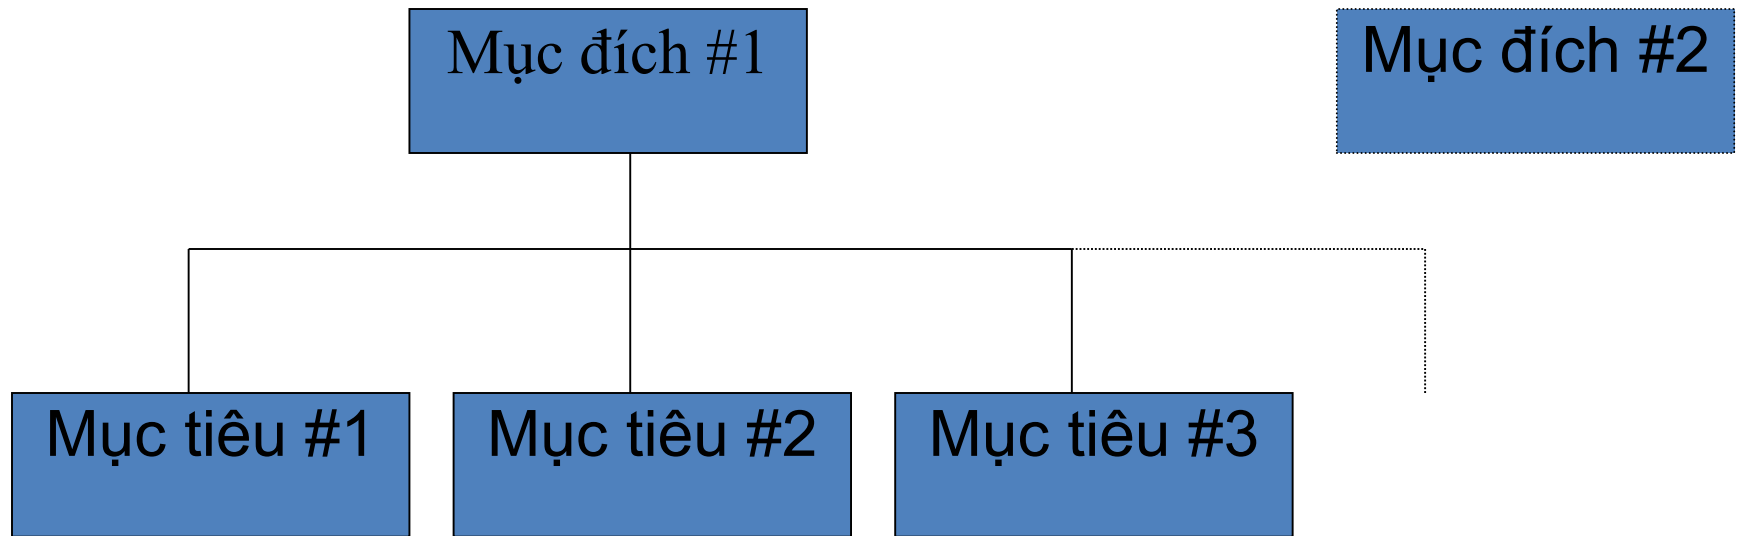 Mục đích #1
Mục đích #2
Mục tiêu #1
Mục tiêu #2
Mục tiêu #3